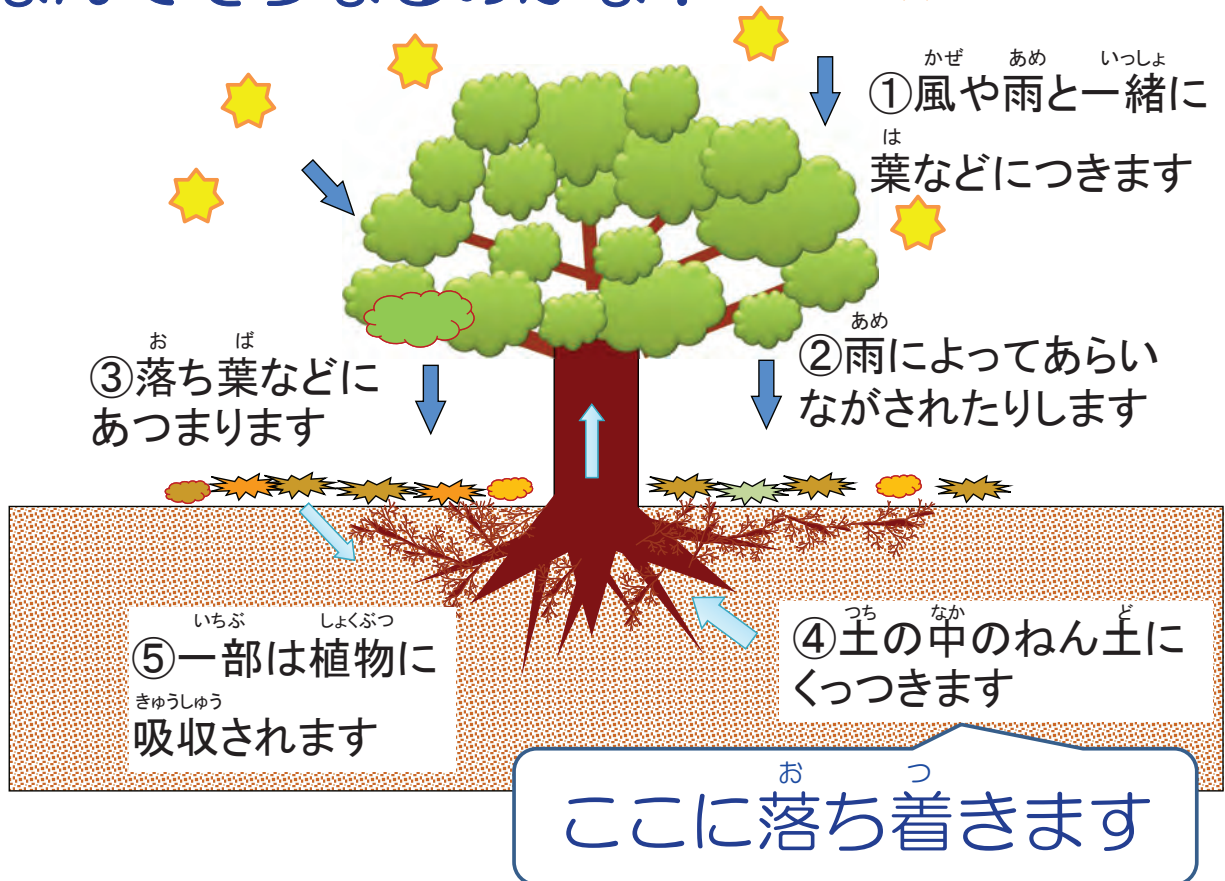 ①風や雨と一緒に
葉などにつきます
②雨によってあらい
ながされたりします
③落ち葉などに
あつまります
④土の中のねん土に
くっつきます
⑤一部は植物に
吸収されます
ここに落ち着きます